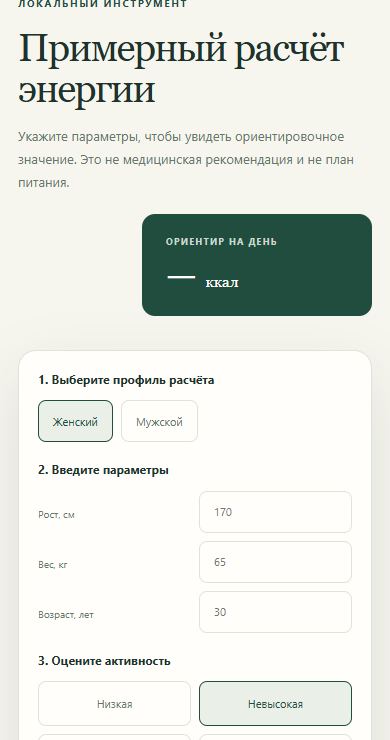 ЛОКАЛЬНЫЙ ИНСТРУМЕНТ
Примерный расчёт
энергии
Укажите параметры, чтобы увидеть ориентировочное
значение. Это не медицинская рекомендация и не план
питания.
ОРИЕНТИР НА ДЕНЬ
— ккал
1. Выберите профиль расчёта
Женский Мужской
2. Введите параметры
Рост, см 170
Вес, кг 65
Возраст, лет 30
3. Оцените активность
Низкая Невысокая